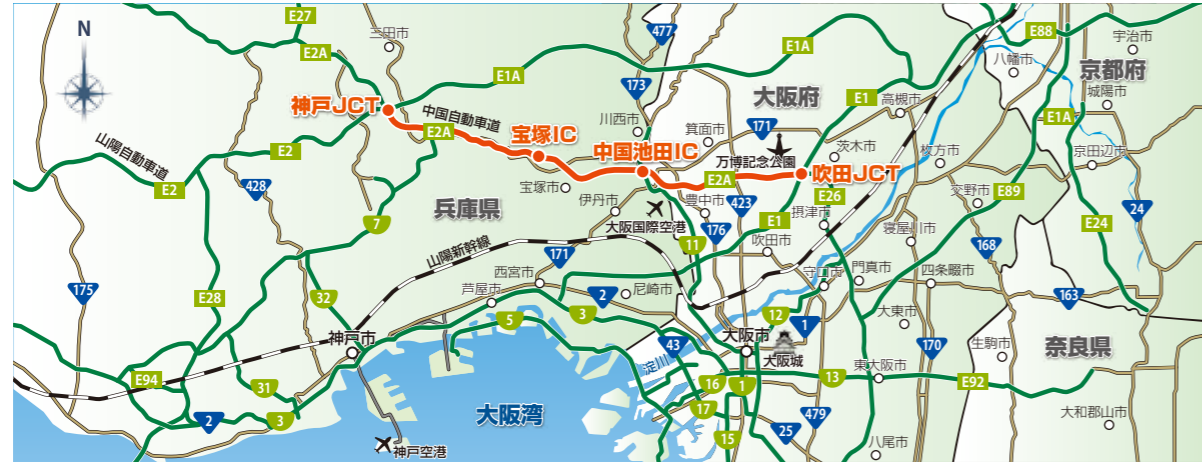 N
E27
E2A
三田市
477
E1A
E1A
E88
宇治市
八幡市
京都府
城陽市
神戸JCT
中国自動車道
E2A
宝塚IC
173
川西市
箕面市
171
大阪府
E1
高槻市
E1A
山陽自動車道
E2
E2
中国池田IC
万博記念公園
茨木市
枚方市
京田辺市
428
宝塚市
E2A
吹田JCT
E26
交野市
E89
兵庫県
伊丹市
豊中市
423
摂津市
E24
24
7
大阪国際空港
176
E1
吹田市
寝屋川市
168
山陽新幹線
171
11
西宮市
守口市
門真市
四条畷市
175
E28
32
芦屋市
2
尼崎市
163
5
3
12
1
大東市
神戸市
43
大阪市
大阪城
170
生駒市
奈良県
淀川
東大阪市
E94
31
16
1
13
E92
2
3
大阪湾
17
479
大和郡山市
神戸空港
15
25
八尾市